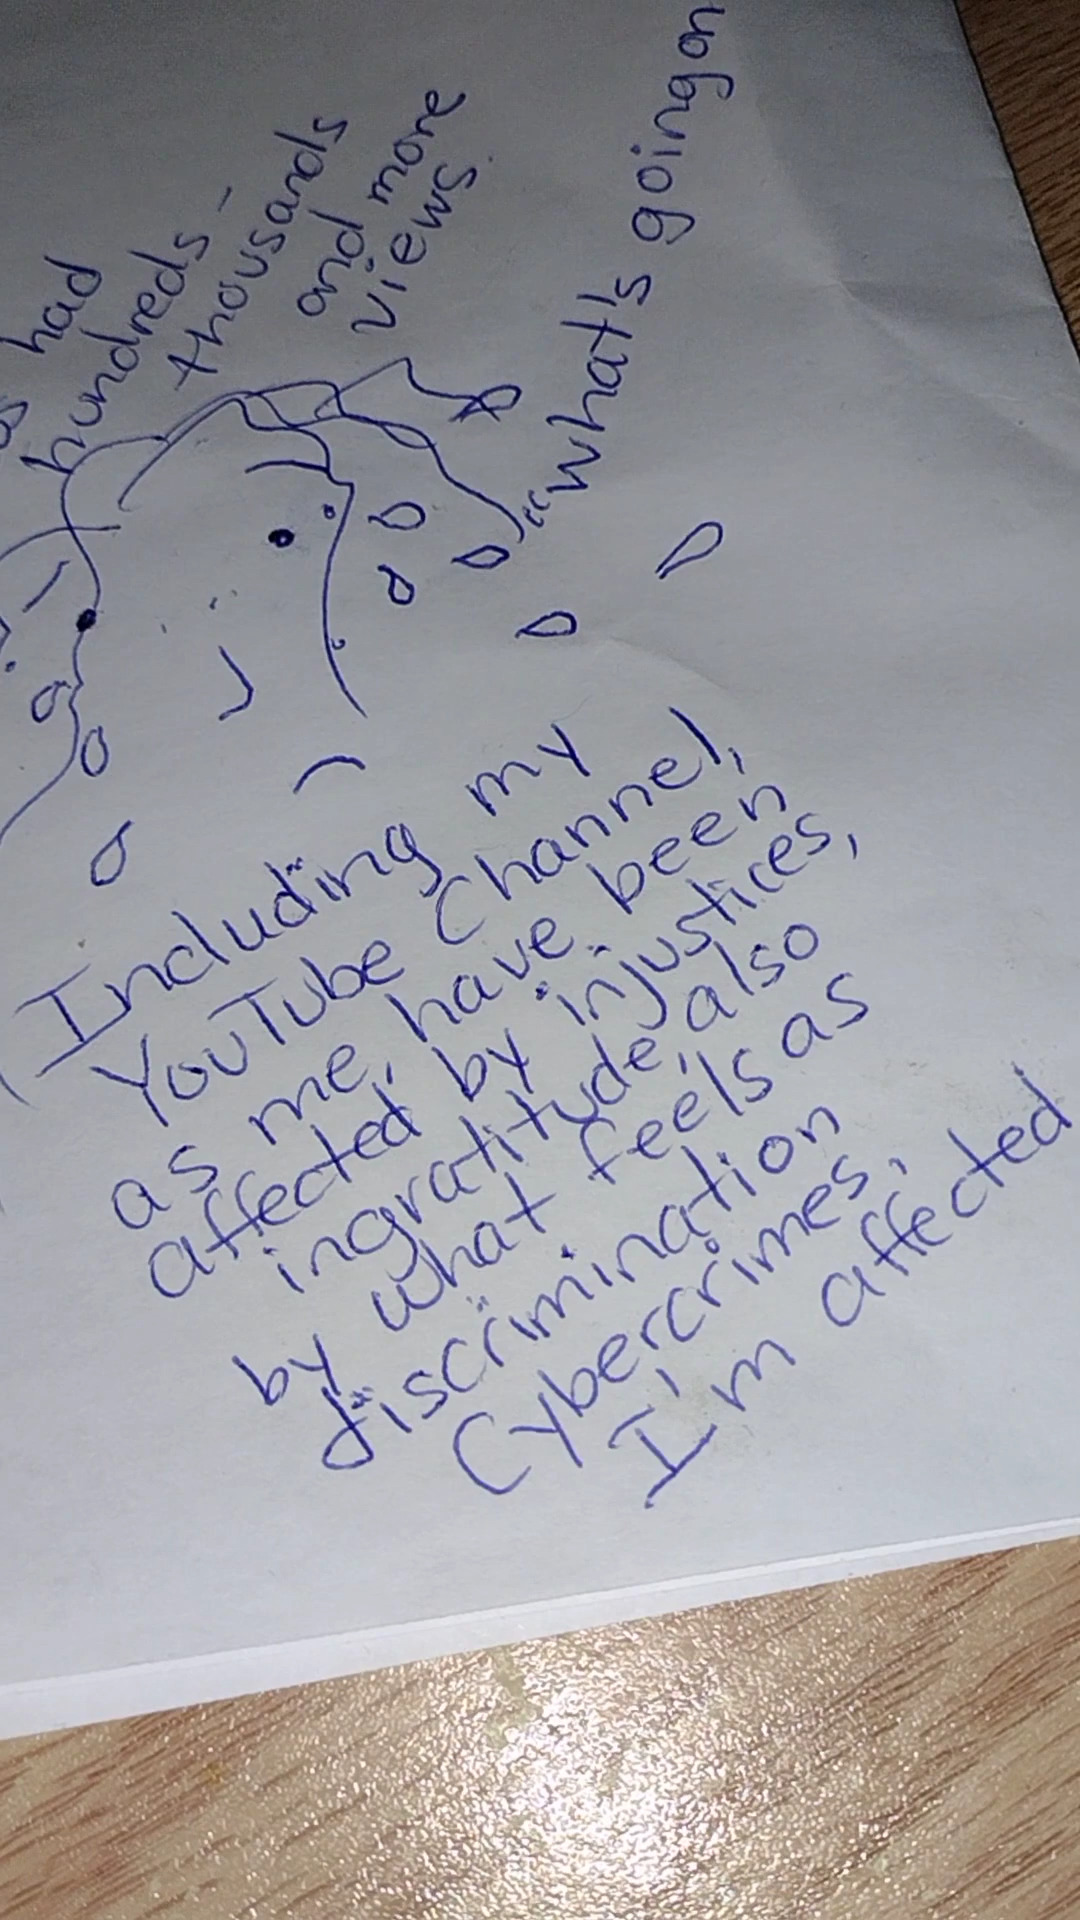 had
hundreds -
thousands
and more
views.
"what's going on
Including my
YouTube Channel,
as me, have been
affected by injustices,
ingratitude, also
by what feels as
discrimination
Cybercrimes,
I'm affected